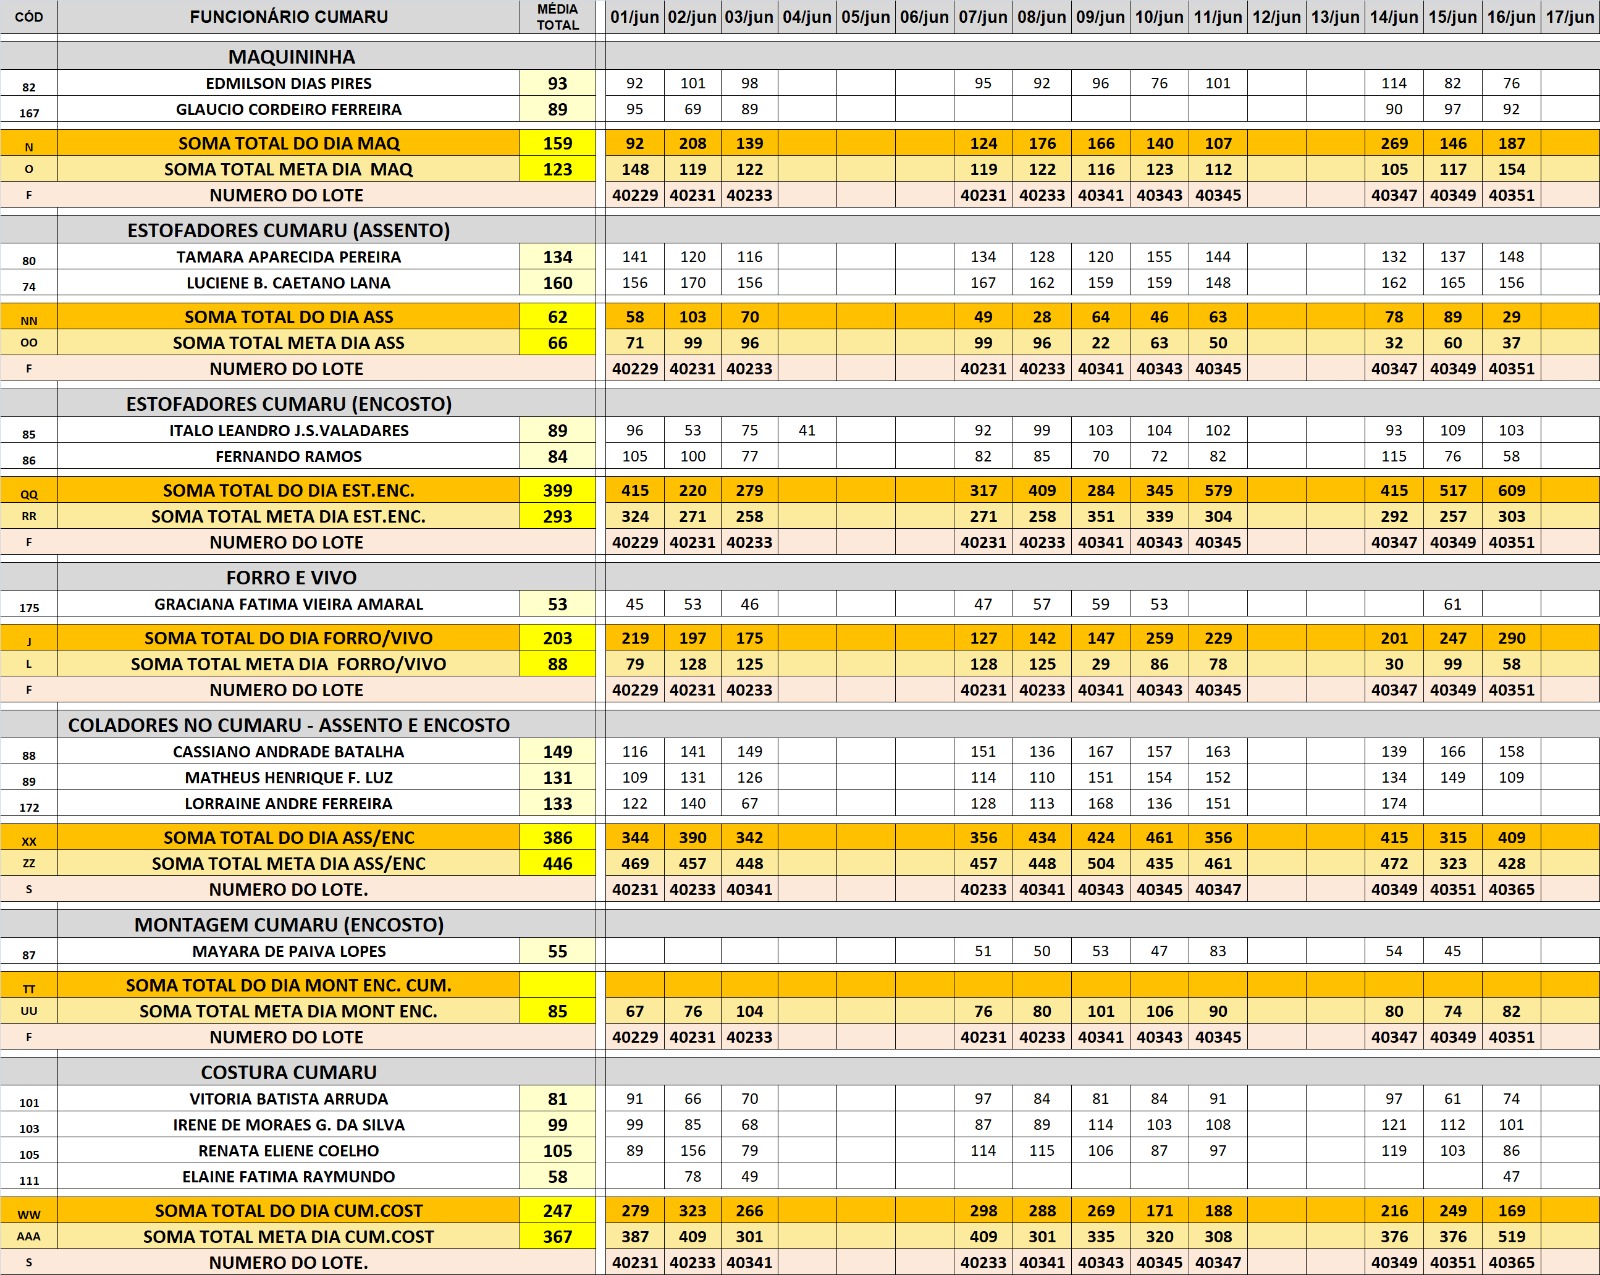 CÓD FUNCIONÁRIO CUMARU MÉDIA TOTAL 01/jun 02/jun 03/jun 04/jun 05/jun 06/jun 07/jun 08/jun 09/jun 10/jun 11/jun 12/jun 13/jun 14/jun 15/jun 16/jun 17/jun
MAQUININHA
82 EDMILSON DIAS PIRES 93 92 101 98 95 92 96 76 101 114 82 76
167 GLAUCIO CORDEIRO FERREIRA 89 95 69 89 90 97 92
N SOMA TOTAL DO DIA MAQ 159 92 208 139 124 176 166 140 107 269 146 187
O SOMA TOTAL META DIA MAQ 123 148 119 122 119 122 116 123 112 105 117 154
F NUMERO DO LOTE 40229 40231 40233 40231 40233 40341 40343 40345 40347 40349 40351
ESTOFADORES CUMARU (ASSENTO)
80 TAMARA APARECIDA PEREIRA 134 141 120 116 134 128 120 155 144 132 137 148
74 LUCIENE B. CAETANO LANA 160 156 170 156 167 162 159 159 148 162 165 156
NN SOMA TOTAL DO DIA ASS 62 58 103 70 49 28 64 46 63 78 89 29
OO SOMA TOTAL META DIA ASS 66 71 99 96 99 96 22 63 50 32 60 37
F NUMERO DO LOTE 40229 40231 40233 40231 40233 40341 40343 40345 40347 40349 40351
ESTOFADORES CUMARU (ENCOSTO)
85 ITALO LEANDRO J.S.VALADARES 89 96 53 75 41 92 99 103 104 102 93 109 103
86 FERNANDO RAMOS 84 105 100 77 82 85 70 72 82 115 76 58
QQ SOMA TOTAL DO DIA EST.ENC. 399 415 220 279 317 409 284 345 579 415 517 609
RR SOMA TOTAL META DIA EST.ENC. 293 324 271 258 271 258 351 339 304 292 257 303
F NUMERO DO LOTE 40229 40231 40233 40231 40233 40341 40343 40345 40347 40349 40351
FORRO E VIVO
175 GRACIANA FATIMA VIEIRA AMARAL 53 45 53 46 47 57 59 53 61
J SOMA TOTAL DO DIA FORRO/VIVO 203 219 197 175 127 142 147 259 229 201 247 290
L SOMA TOTAL META DIA FORRO/VIVO 88 79 128 125 128 125 29 86 78 30 99 58
F NUMERO DO LOTE 40229 40231 40233 40231 40233 40341 40343 40345 40347 40349 40351
COLADORES NO CUMARU - ASSENTO E ENCOSTO
88 CASSIANO ANDRADE BATALHA 149 116 141 149 151 136 167 157 163 139 166 158
89 MATHEUS HENRIQUE F. LUZ 131 109 131 126 114 110 151 154 152 134 149 109
172 LORRAINE ANDRE FERREIRA 133 122 140 67 128 113 168 136 151 174
XX SOMA TOTAL DO DIA ASS/ENC 386 344 390 342 356 434 424 461 356 415 315 409
ZZ SOMA TOTAL META DIA ASS/ENC 446 469 457 448 457 448 504 435 461 472 323 428
S NUMERO DO LOTE. 40231 40233 40341 40233 40341 40343 40345 40347 40349 40351 40365
MONTAGEM CUMARU (ENCOSTO)
87 MAYARA DE PAIVA LOPES 55 51 50 53 47 83 54 45
TT SOMA TOTAL DO DIA MONT ENC. CUM.
UU SOMA TOTAL META DIA MONT ENC. 85 67 76 104 76 80 101 106 90 80 74 82
F NUMERO DO LOTE 40229 40231 40233 40231 40233 40341 40343 40345 40347 40349 40351
COSTURA CUMARU
101 VITORIA BATISTA ARRUDA 81 91 66 70 97 84 81 84 91 97 61 74
103 IRENE DE MORAES G. DA SILVA 99 99 85 68 87 89 114 103 108 121 112 101
105 RENATA ELIENE COELHO 105 89 156 79 114 115 106 87 97 119 103 86
111 ELAINE FATIMA RAYMUNDO 58 78 49 47
WW SOMA TOTAL DO DIA CUM.COST 247 279 323 266 298 288 269 171 188 216 249 169
AAA SOMA TOTAL META DIA CUM.COST 367 387 409 301 409 301 335 320 308 376 376 519
S NUMERO DO LOTE. 40231 40233 40341 40233 40341 40343 40345 40347 40349 40351 40365